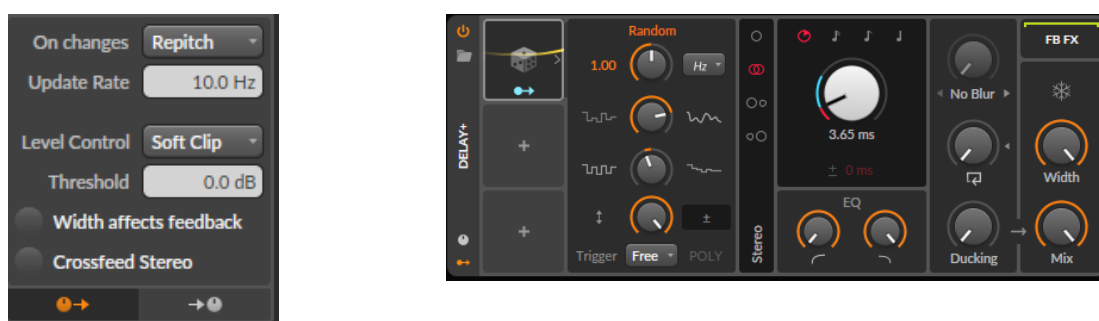 On changes Repitch
Update Rate 10.0 Hz
Level Control Soft Clip
Threshold 0.0 dB
Width affects feedback
Crossfeed Stereo
DELAY+
Random
1.00 Hz
Trigger Free POLY
Stereo
3.65 ms
± 0 ms
EQ
No Blur
Ducking
FB FX
Width
Mix